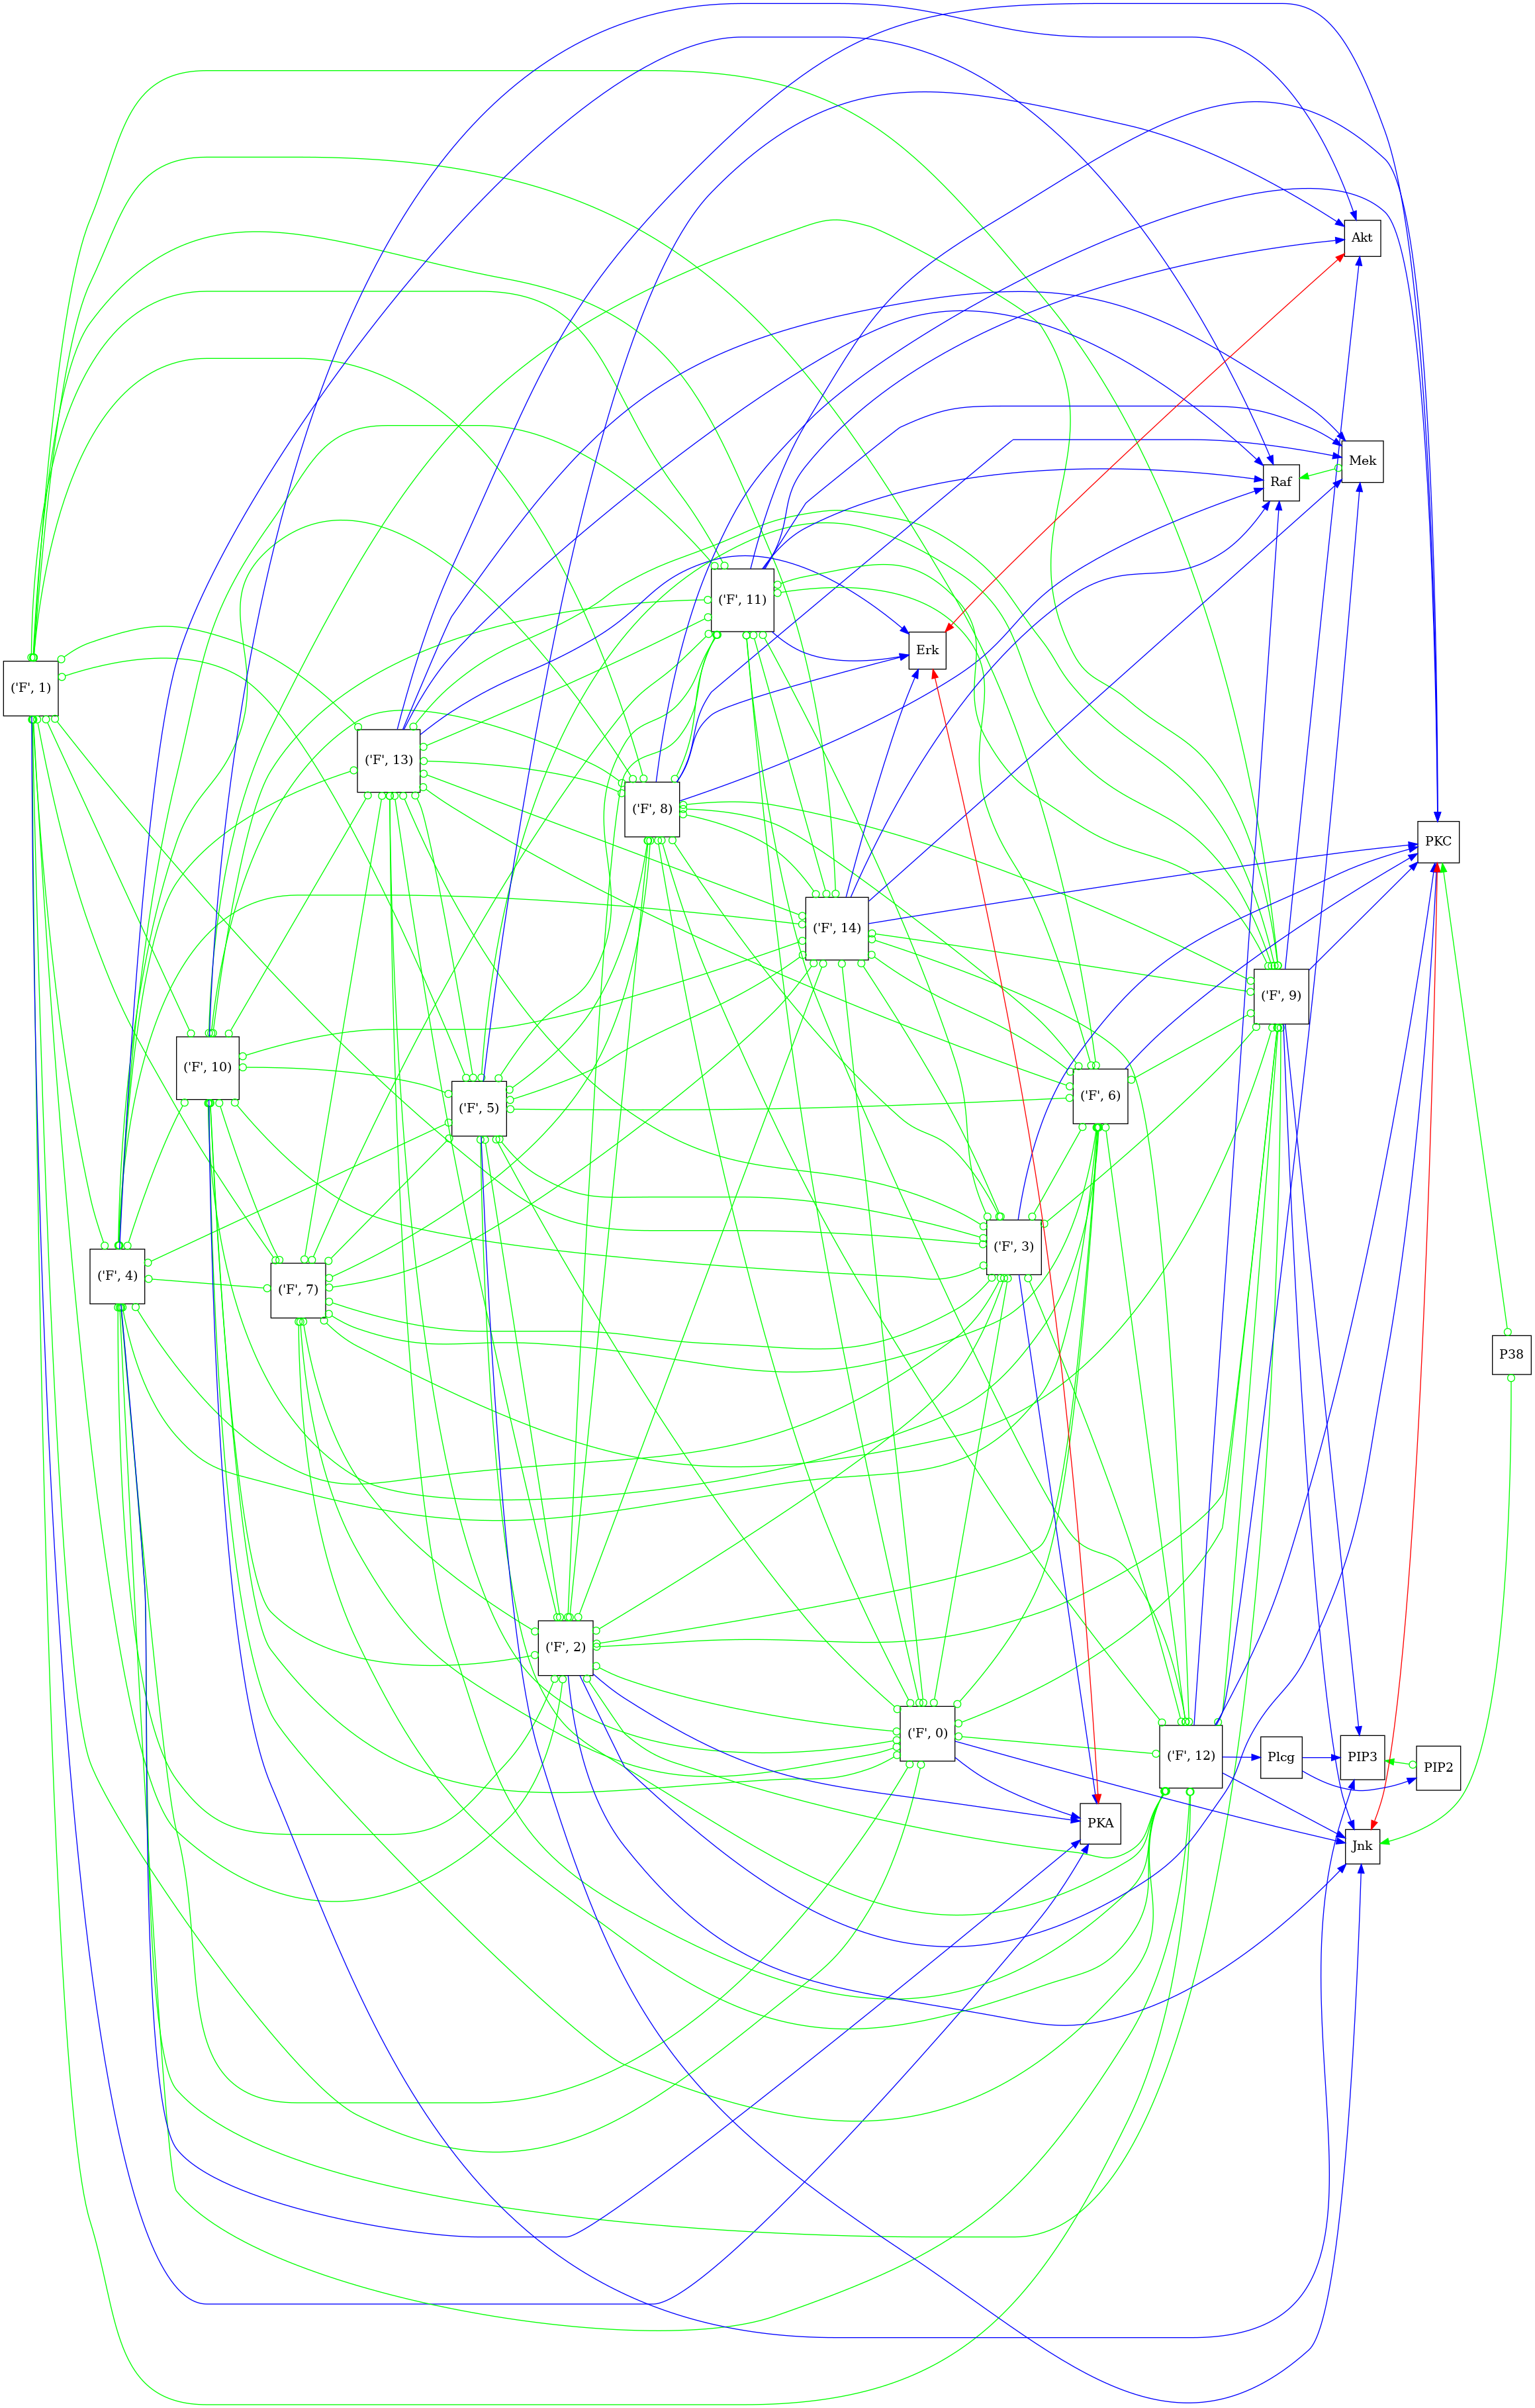 Akt
Mek
Raf
('F', 11)
Erk
('F', 1)
('F', 13)
('F', 8)
PKC
('F', 14)
('F', 9)
('F', 10)
('F', 6)
('F', 5)
('F', 3)
('F', 4)
('F', 7)
P38
('F', 2)
('F', 0)
('F', 12)
Plcg
PIP3
PIP2
PKA
Jnk